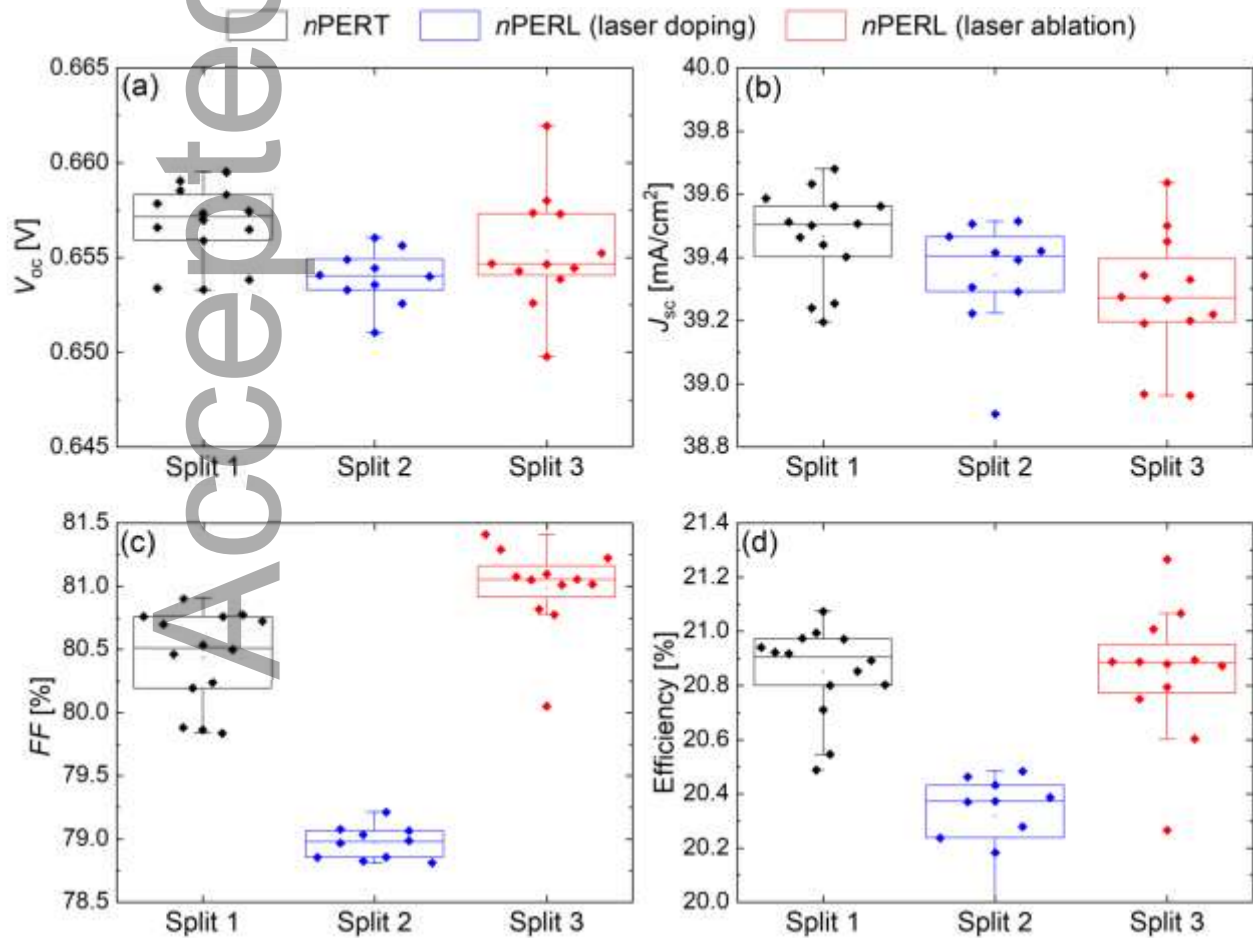 nPERT nPERL (laser doping) nPERL (laser ablation)
(a)
Voc [V]
0.665
0.660
0.655
0.650
0.645
Split 1 Split 2 Split 3
(b)
Jsc [mA/cm²]
40.0
39.8
39.6
39.4
39.2
39.0
38.8
Split 1 Split 2 Split 3
(c)
FF [%]
81.5
81.0
80.5
80.0
79.5
79.0
78.5
Split 1 Split 2 Split 3
(d)
Efficiency [%]
21.4
21.2
21.0
20.8
20.6
20.4
20.2
20.0
Split 1 Split 2 Split 3
Accepted